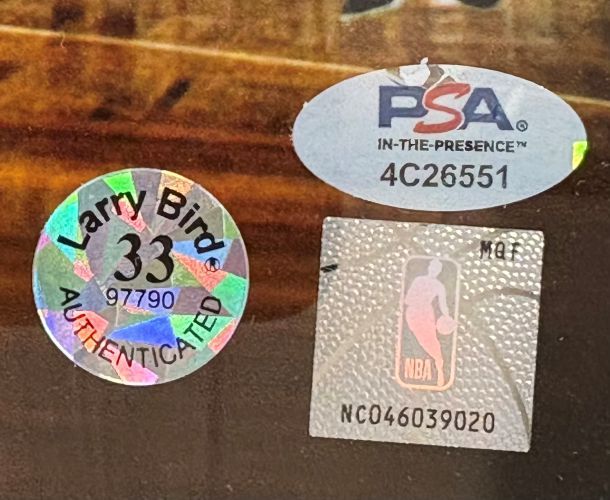 PSA®
IN-THE-PRESENCE™
4C26551
Larry Bird®
33
97790
AUTHENTICATED
MQF
NBA
NC046039020